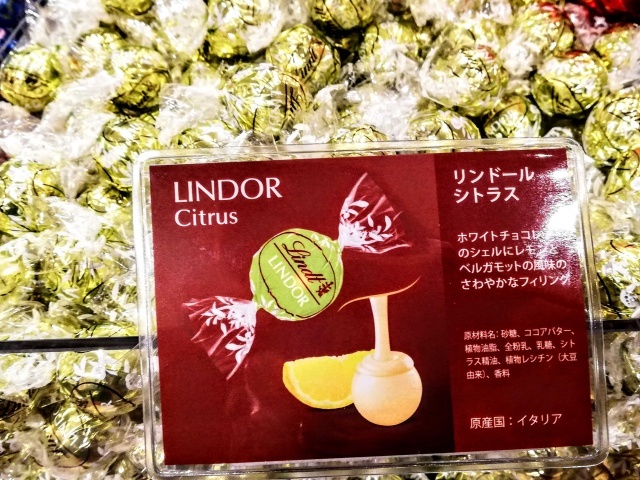 LINDOR
Citrus
Lindt
LINDOR
リンドール
シトラス
ホワイトチョコレ
のシェルにレモンと
ベルガモットの風味の
さわやかなフィリング
原材料名：砂糖、ココアバター、
植物油脂、全粉乳、乳糖、シト
ラス精油、植物レシチン（大豆
由来）、香料
原産国：イタリア